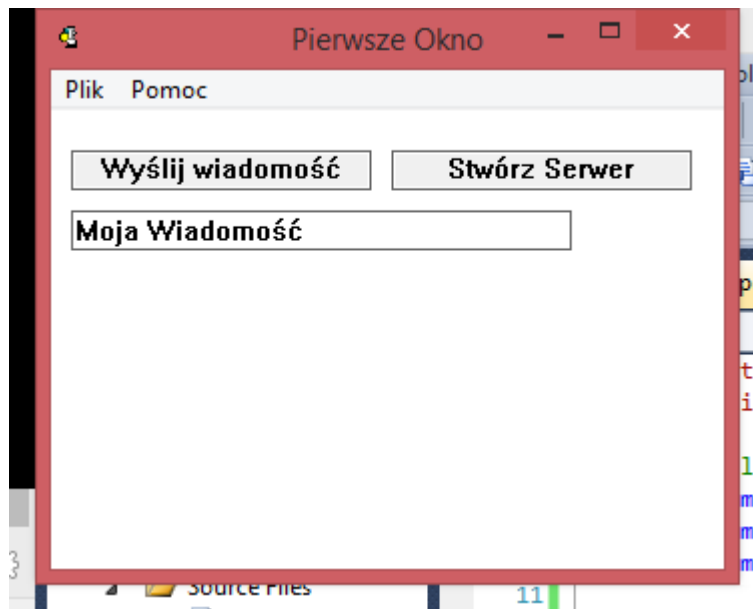 Pierwsze Okno
Plik Pomoc
Wyślij wiadomość Stwórz Serwer
Moja Wiadomość
Source Files
11